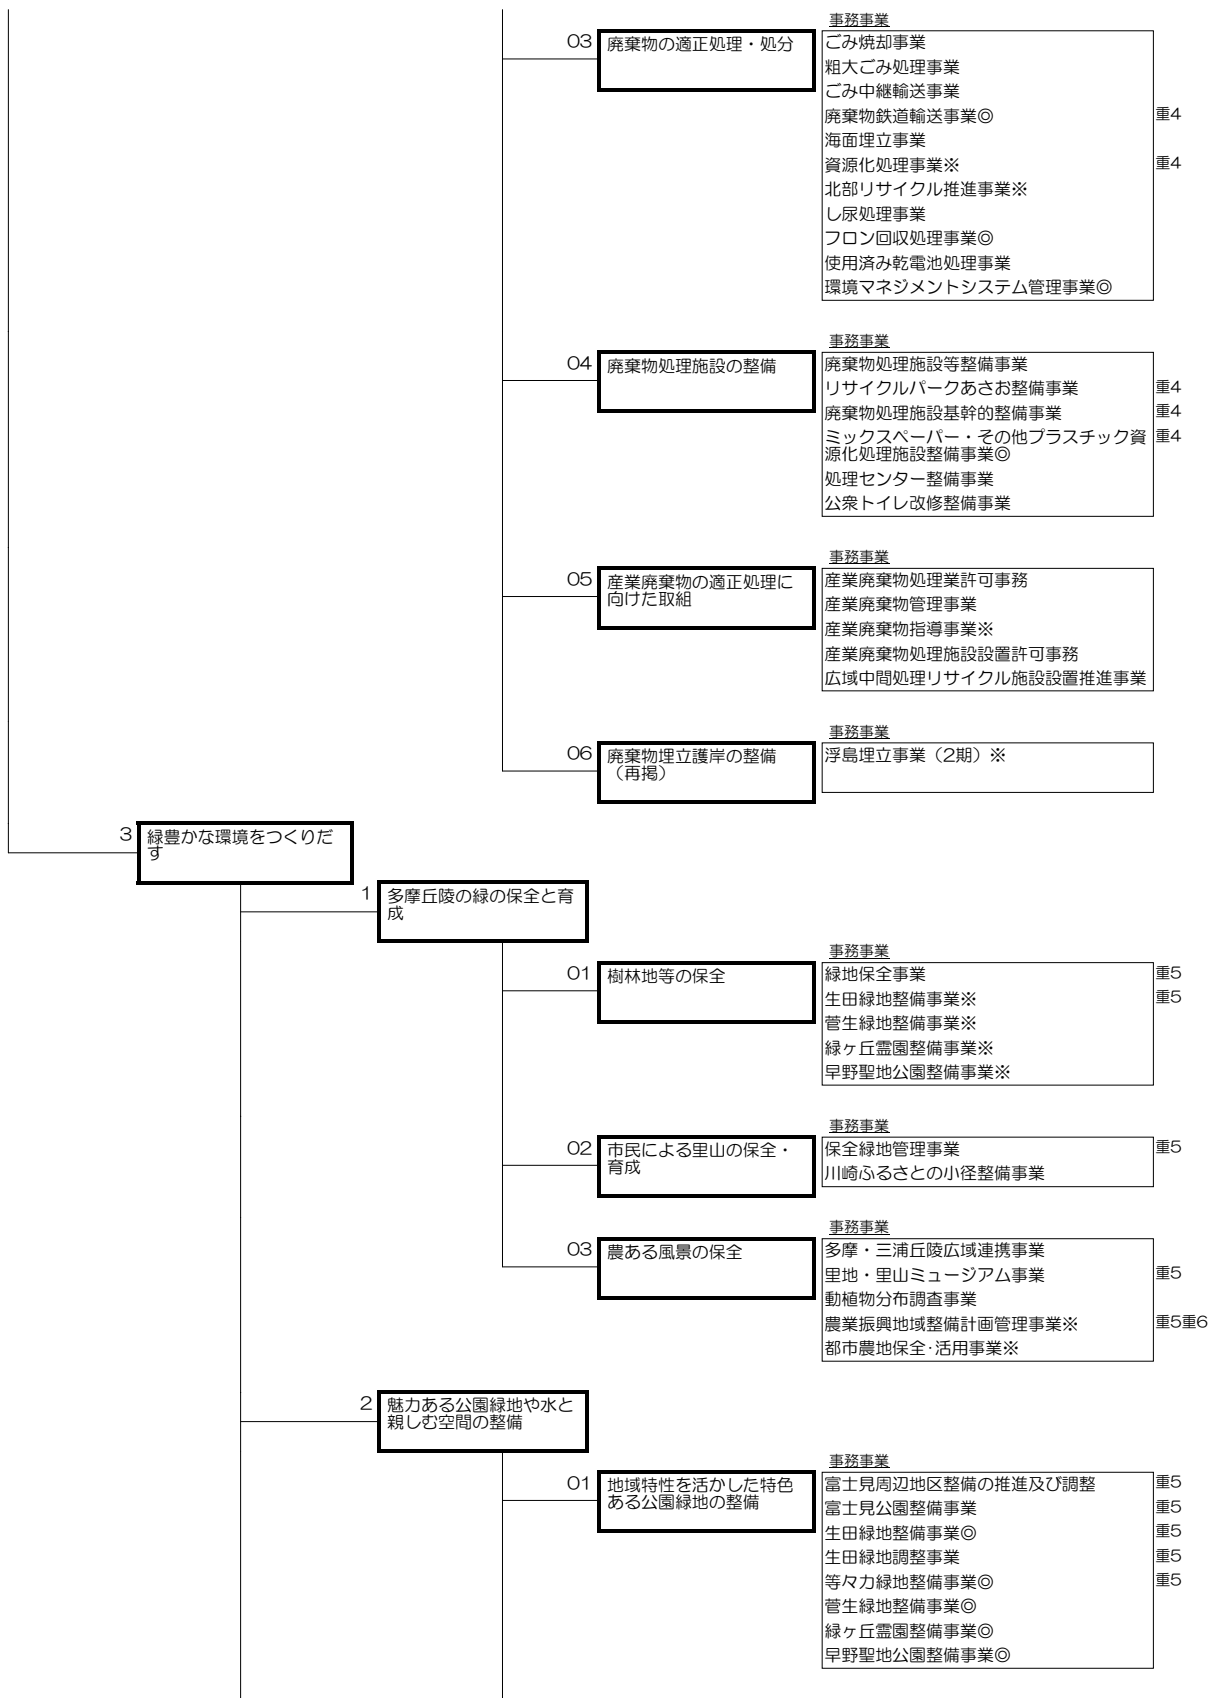 事務事業
03 廃棄物の適正処理・処分
ごみ焼却事業
粗大ごみ処理事業
ごみ中継輸送事業
廃棄物鉄道輸送事業◎ 重4
海面埋立事業
資源化処理事業※ 重4
北部リサイクル推進事業※
し尿処理事業
フロン回収処理事業◎
使用済み乾電池処理事業
環境マネジメントシステム管理事業◎
事務事業
04 廃棄物処理施設の整備
廃棄物処理施設等整備事業
リサイクルパークあさお整備事業 重4
廃棄物処理施設基幹的整備事業 重4
ミックスペーパー・その他プラスチック資 重4
源化処理施設整備事業◎
処理センター整備事業
公衆トイレ改修整備事業
事務事業
05 産業廃棄物の適正処理に
向けた取組
産業廃棄物処理業許可事務
産業廃棄物管理事業
産業廃棄物指導事業※
産業廃棄物処理施設設置許可事務
広域中間処理リサイクル施設設置推進事業
事務事業
06 廃棄物埋立護岸の整備
（再掲）
浮島埋立事業（2期）※
3 緑豊かな環境をつくりだ
す
1 多摩丘陵の緑の保全と育
成
事務事業
01 樹林地等の保全
緑地保全事業 重5
生田緑地整備事業※ 重5
菅生緑地整備事業※
緑ヶ丘霊園整備事業※
早野聖地公園整備事業※
事務事業
02 市民による里山の保全・
育成
保全緑地管理事業 重5
川崎ふるさとの小径整備事業
事務事業
03 農ある風景の保全
多摩・三浦丘陵広域連携事業
里地・里山ミュージアム事業 重5
動植物分布調査事業
農業振興地域整備計画管理事業※ 重5重6
都市農地保全・活用事業※
2 魅力ある公園緑地や水と
親しむ空間の整備
事務事業
01 地域特性を活かした特色
ある公園緑地の整備
富士見周辺地区整備の推進及び調整 重5
富士見公園整備事業 重5
生田緑地整備事業◎ 重5
生田緑地調整事業 重5
等々力緑地整備事業◎ 重5
菅生緑地整備事業◎
緑ヶ丘霊園整備事業◎
早野聖地公園整備事業◎